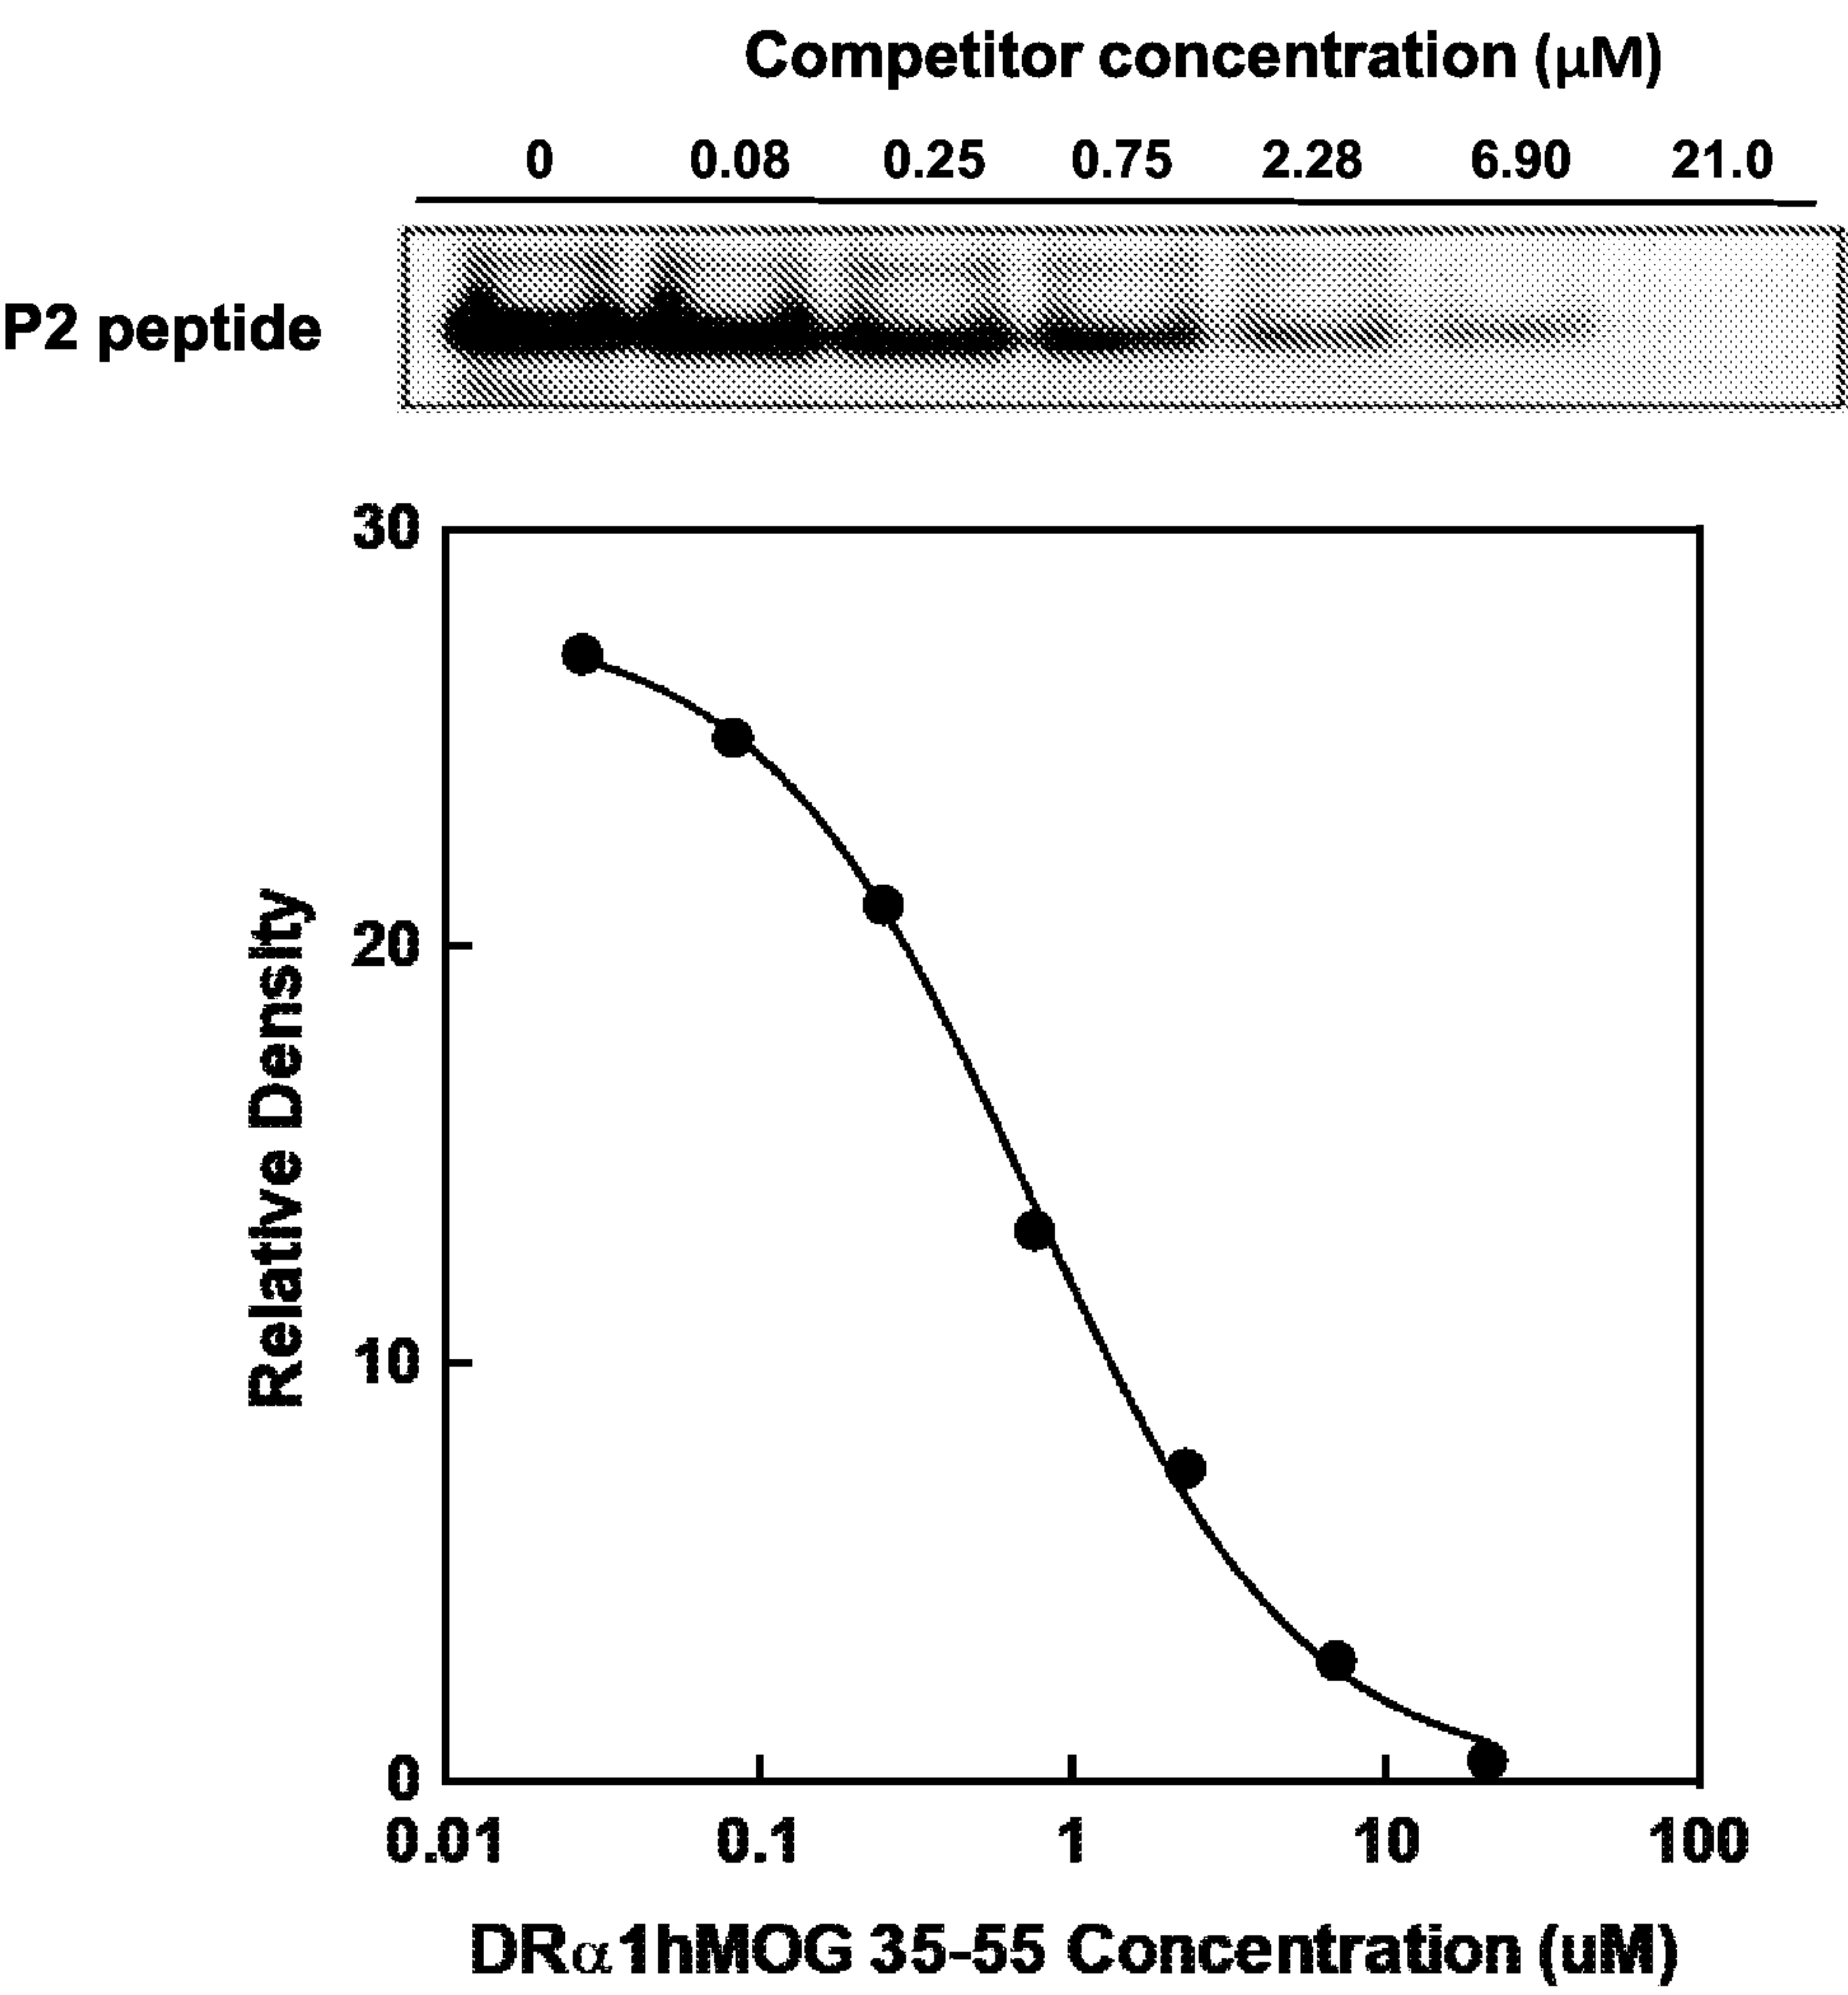 Competitor concentration (μM)
0 0.08 0.25 0.75 2.28 6.90 21.0
P2 peptide
30
20
10
0
Relative Density
0.01 0.1 1 10 100
DRα1hMOG 35-55 Concentration (uM)